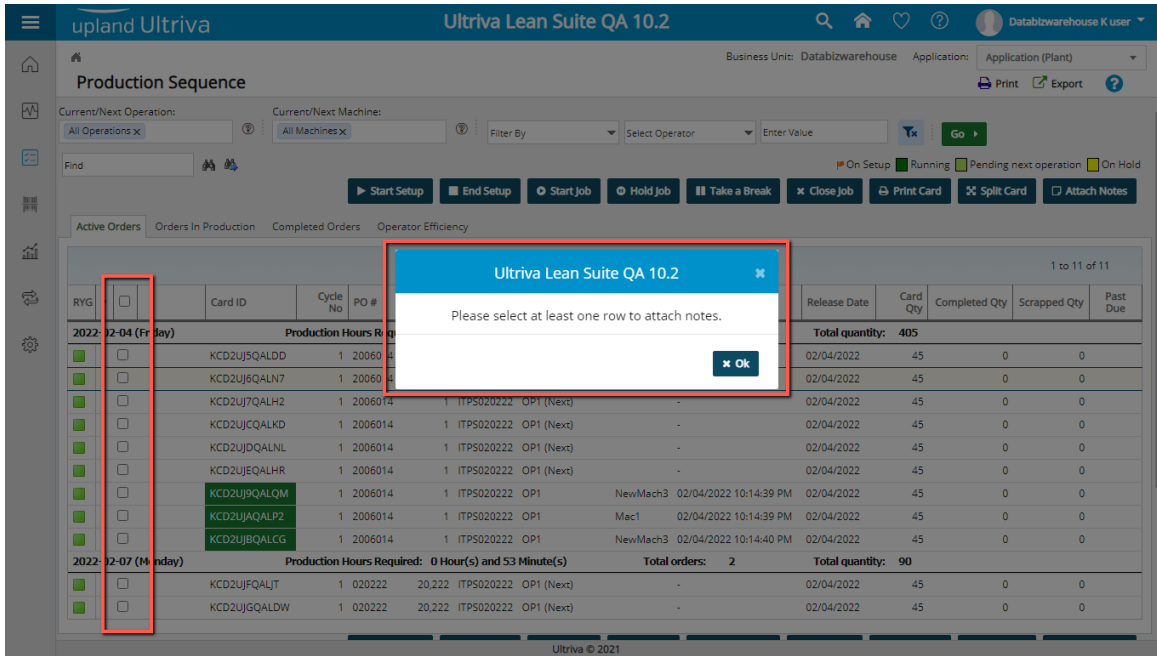 upland Ultriva Ultriva Lean Suite QA 10.2 Databizwarehouse K user
Business Unit: Databizwarehouse Application: Application (Plant)
Production Sequence Print Export
Current/Next Operation: Current/Next Machine:
All Operations x All Machines x Filter By Select Operator Enter Value Go
Find On Setup Running Pending next operation On Hold
Start Setup End Setup Start Job Hold Job Take a Break Close Job Print Card Split Card Attach Notes
Active Orders Orders In Production Completed Orders Operator Efficiency
1 to 11 of 11
Ultriva Lean Suite QA 10.2
Please select at least one row to attach notes.
Ok
RYG Card ID Cycle No PO # Release Date Card Qty Completed Qty Scrapped Qty Past Due
2022-02-04 (Friday) Production Hours Requ Total quantity: 405
KCD2UJ5QALDD 1 2006014 02/04/2022 45 0 0
KCD2UJ6QALN7 1 2006014 02/04/2022 45 0 0
KCD2UJ7QALH2 1 2006014 1 ITPS020222 OP1 (Next) - 02/04/2022 45 0 0
KCD2UJCQALKD 1 2006014 1 ITPS020222 OP1 (Next) - 02/04/2022 45 0 0
KCD2UJDQALNL 1 2006014 1 ITPS020222 OP1 (Next) - 02/04/2022 45 0 0
KCD2UJEQALHR 1 2006014 1 ITPS020222 OP1 (Next) - 02/04/2022 45 0 0
KCD2UJ9QALQM 1 2006014 1 ITPS020222 OP1 NewMach3 02/04/2022 10:14:39 PM 02/04/2022 45 0 0
KCD2UJAQALP2 1 2006014 1 ITPS020222 OP1 Mac1 02/04/2022 10:14:39 PM 02/04/2022 45 0 0
KCD2UJBQALCG 1 2006014 1 ITPS020222 OP1 NewMach3 02/04/2022 10:14:40 PM 02/04/2022 45 0 0
2022-02-07 (Monday) Production Hours Required: 0 Hour(s) and 53 Minute(s) Total orders: 2 Total quantity: 90
KCD2UJFQALJT 1 020222 20,222 ITPS020222 OP1 (Next) - 02/04/2022 45 0 0
KCD2UJGQALDW 1 020222 20,222 ITPS020222 OP1 (Next) - 02/04/2022 45 0 0
Ultriva © 2021